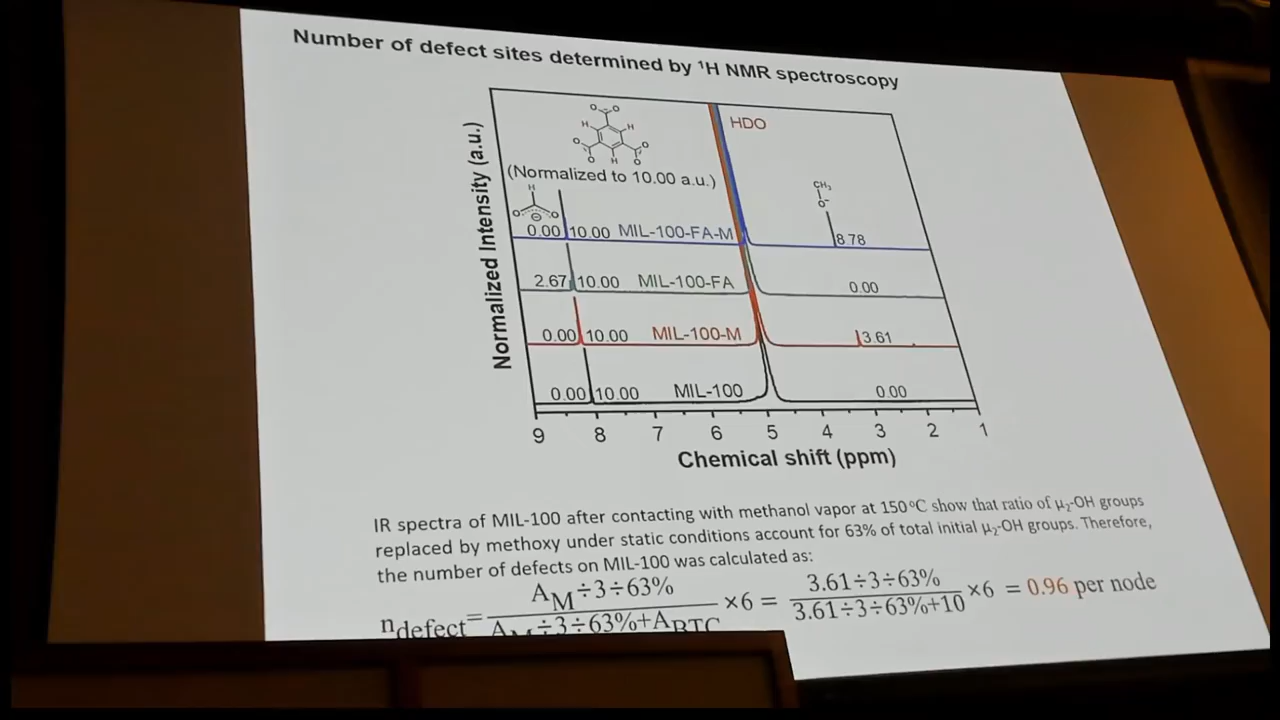 Number of defect sites determined by ¹H NMR spectroscopy
Normalized Intensity (a.u.)
(Normalized to 10.00 a.u.)
HDO
CH₃
O⁻
0.00 10.00 MIL-100-FA-M 8.78
2.67 10.00 MIL-100-FA 0.00
0.00 10.00 MIL-100-M 3.61
0.00 10.00 MIL-100 0.00
9 8 7 6 5 4 3 2 1
Chemical shift (ppm)
IR spectra of MIL-100 after contacting with methanol vapor at 150 °C show that ratio of μ₂-OH groups
replaced by methoxy under static conditions account for 63% of total initial μ₂-OH groups. Therefore,
the number of defects on MIL-100 was calculated as:
A_M÷3÷63% 3.61÷3÷63%
n_defect= ×6 = ×6 = 0.96 per node
A_M÷3÷63%+A_BTC 3.61÷3÷63%+10